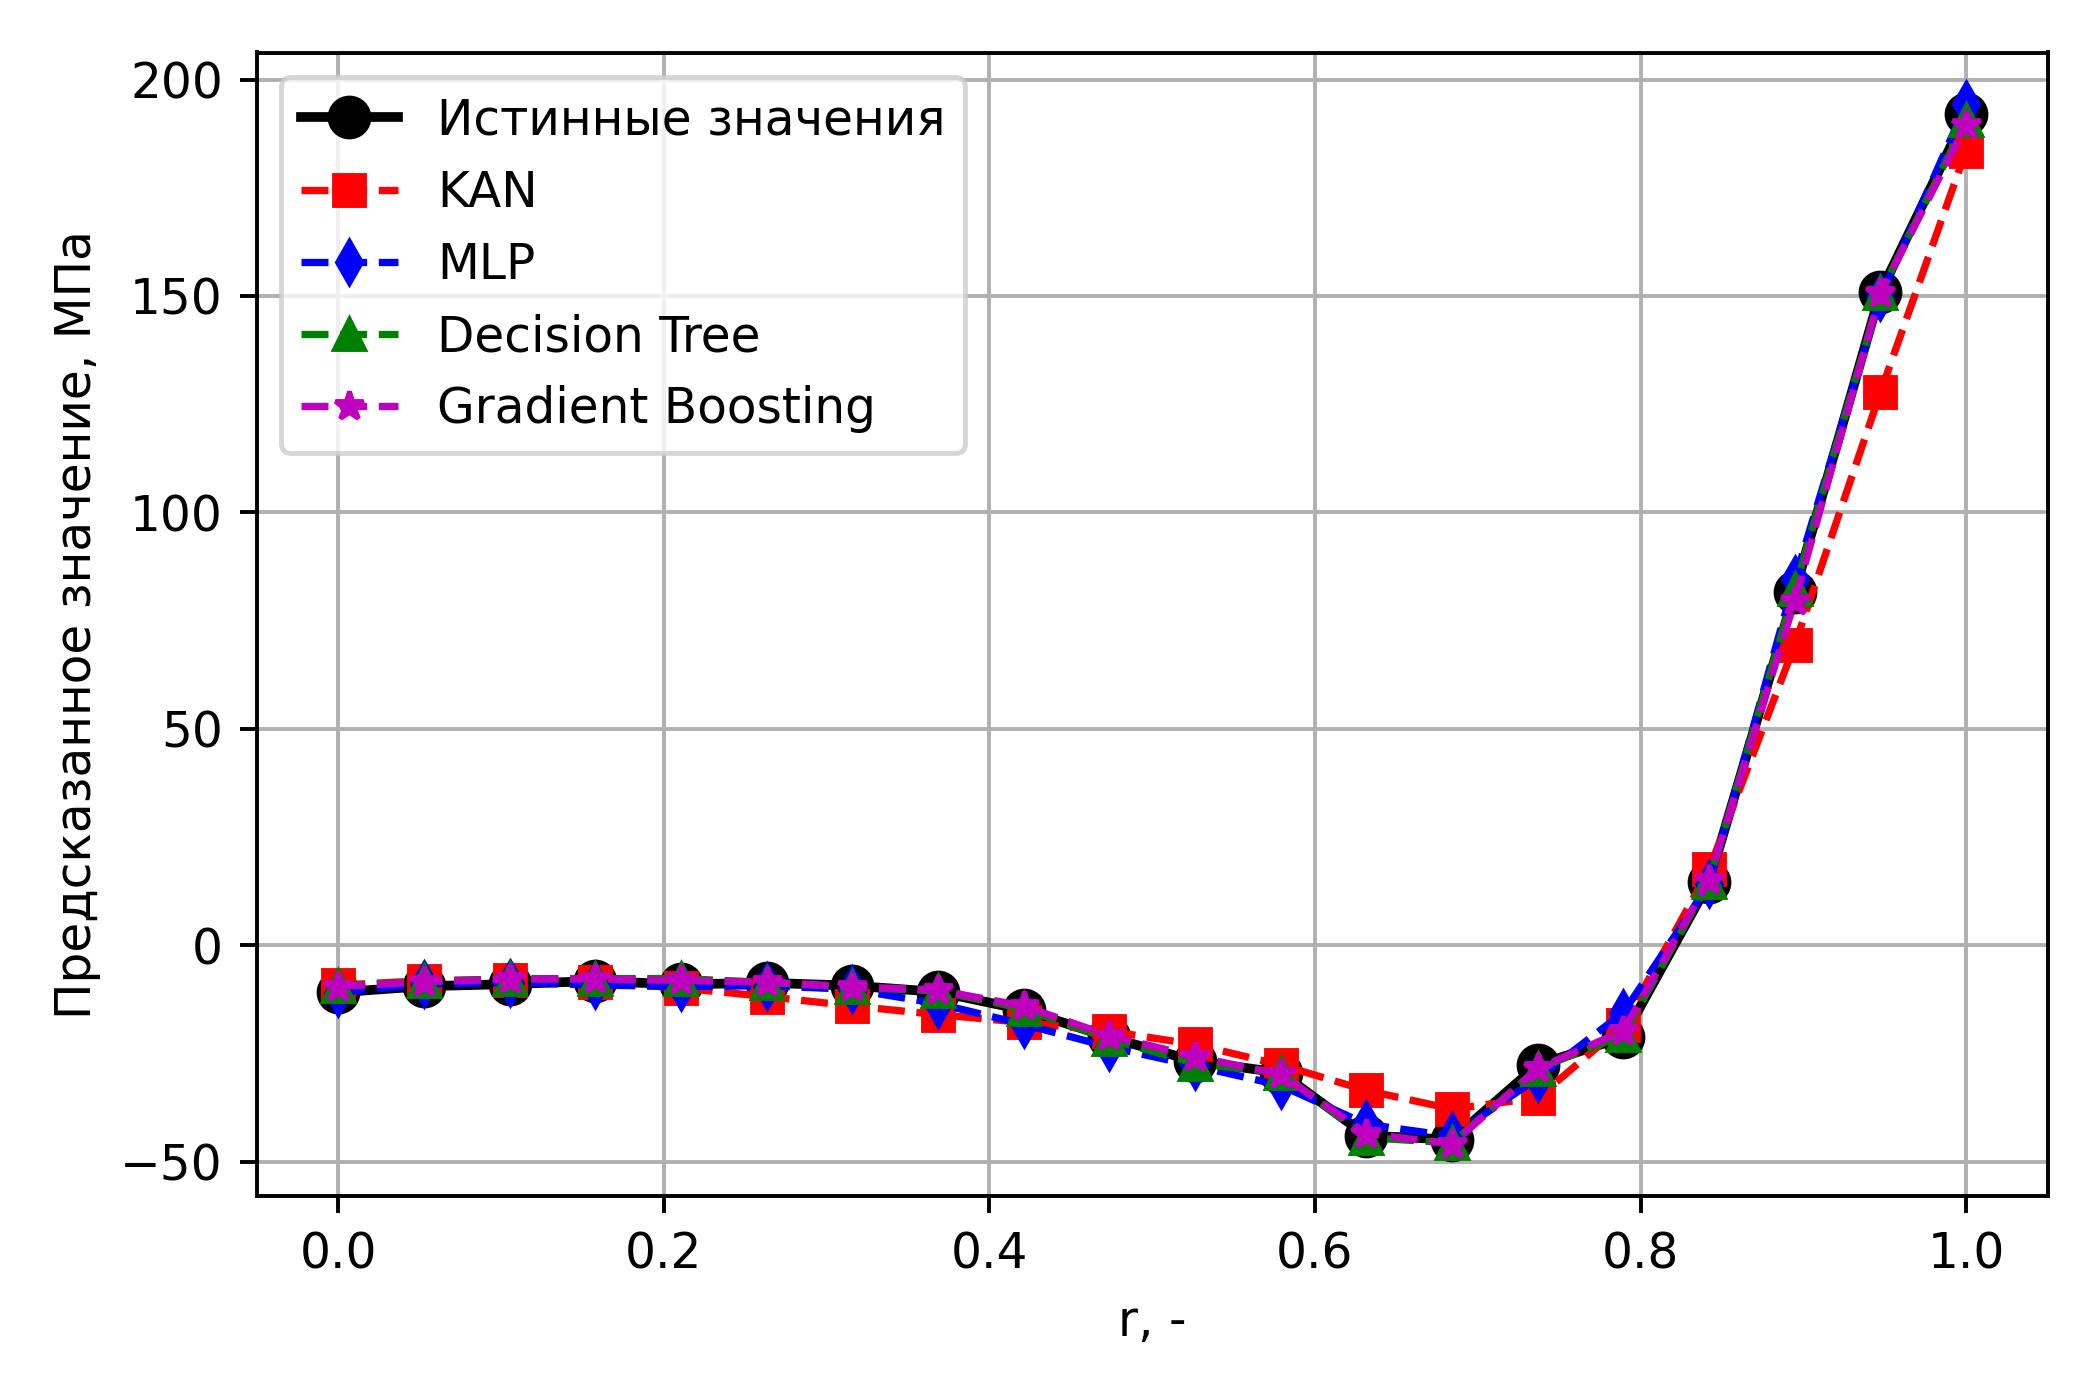 Предсказанное значение, МПа
200
150
100
50
0
−50
Истинные значения
KAN
MLP
Decision Tree
Gradient Boosting
0.0 0.2 0.4 0.6 0.8 1.0
r, -